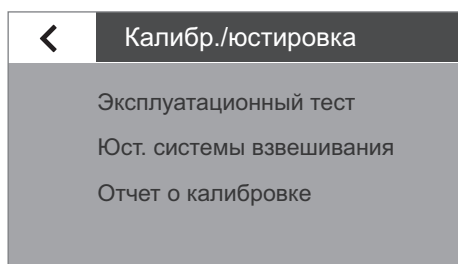 Калибр./юстировка
Эксплуатационный тест
Юст. системы взвешивания
Отчет о калибровке